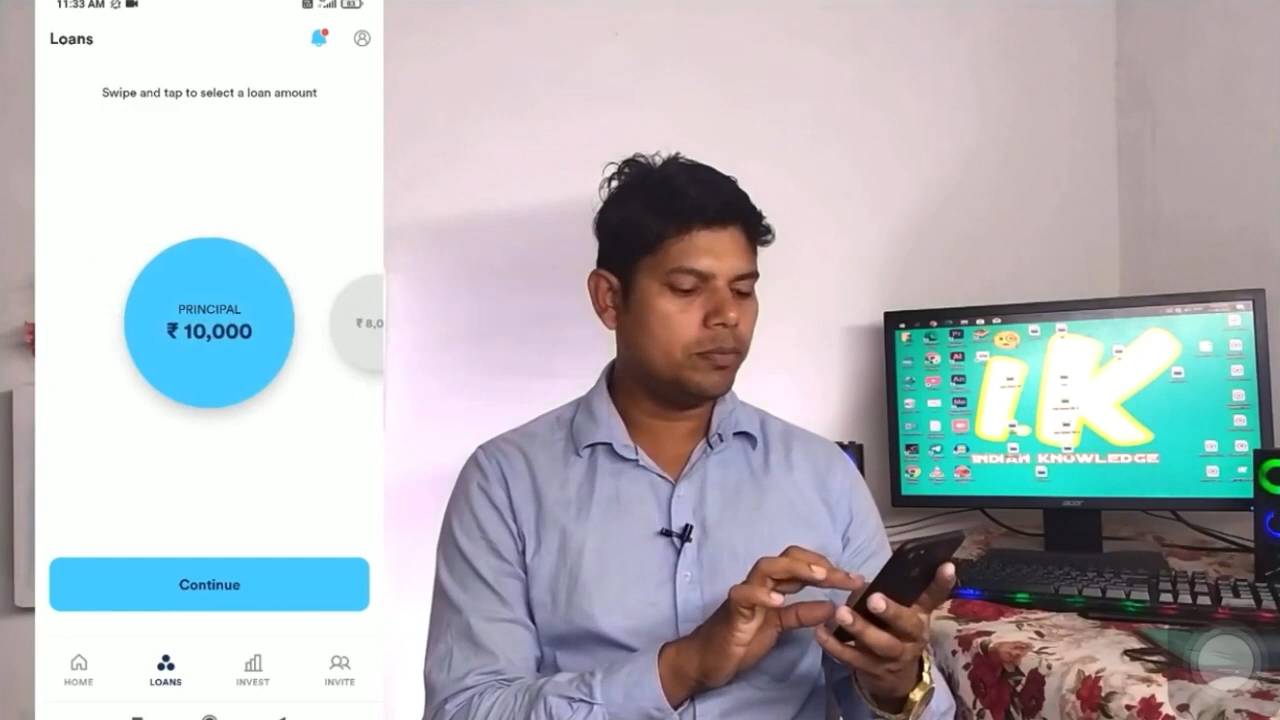 11:33 AM
Loans
Swipe and tap to select a loan amount
PRINCIPAL
₹ 10,000
₹ 8,0
Continue
HOME
LOANS
INVEST
INVITE
i.K
INDIAN KNOWLEDGE
acer